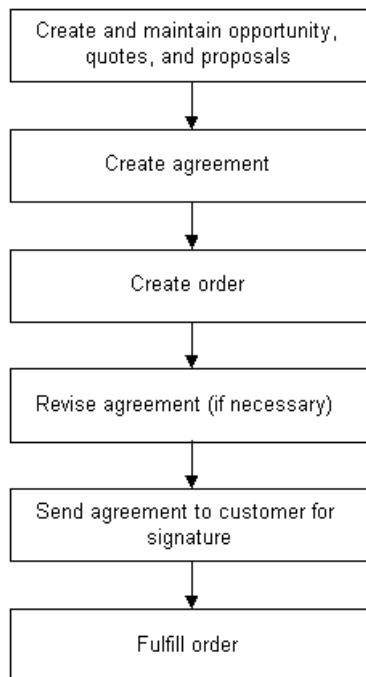 Create and maintain opportunity,
quotes, and proposals
Create agreement
Create order
Revise agreement (if necessary)
Send agreement to customer for
signature
Fulfill order